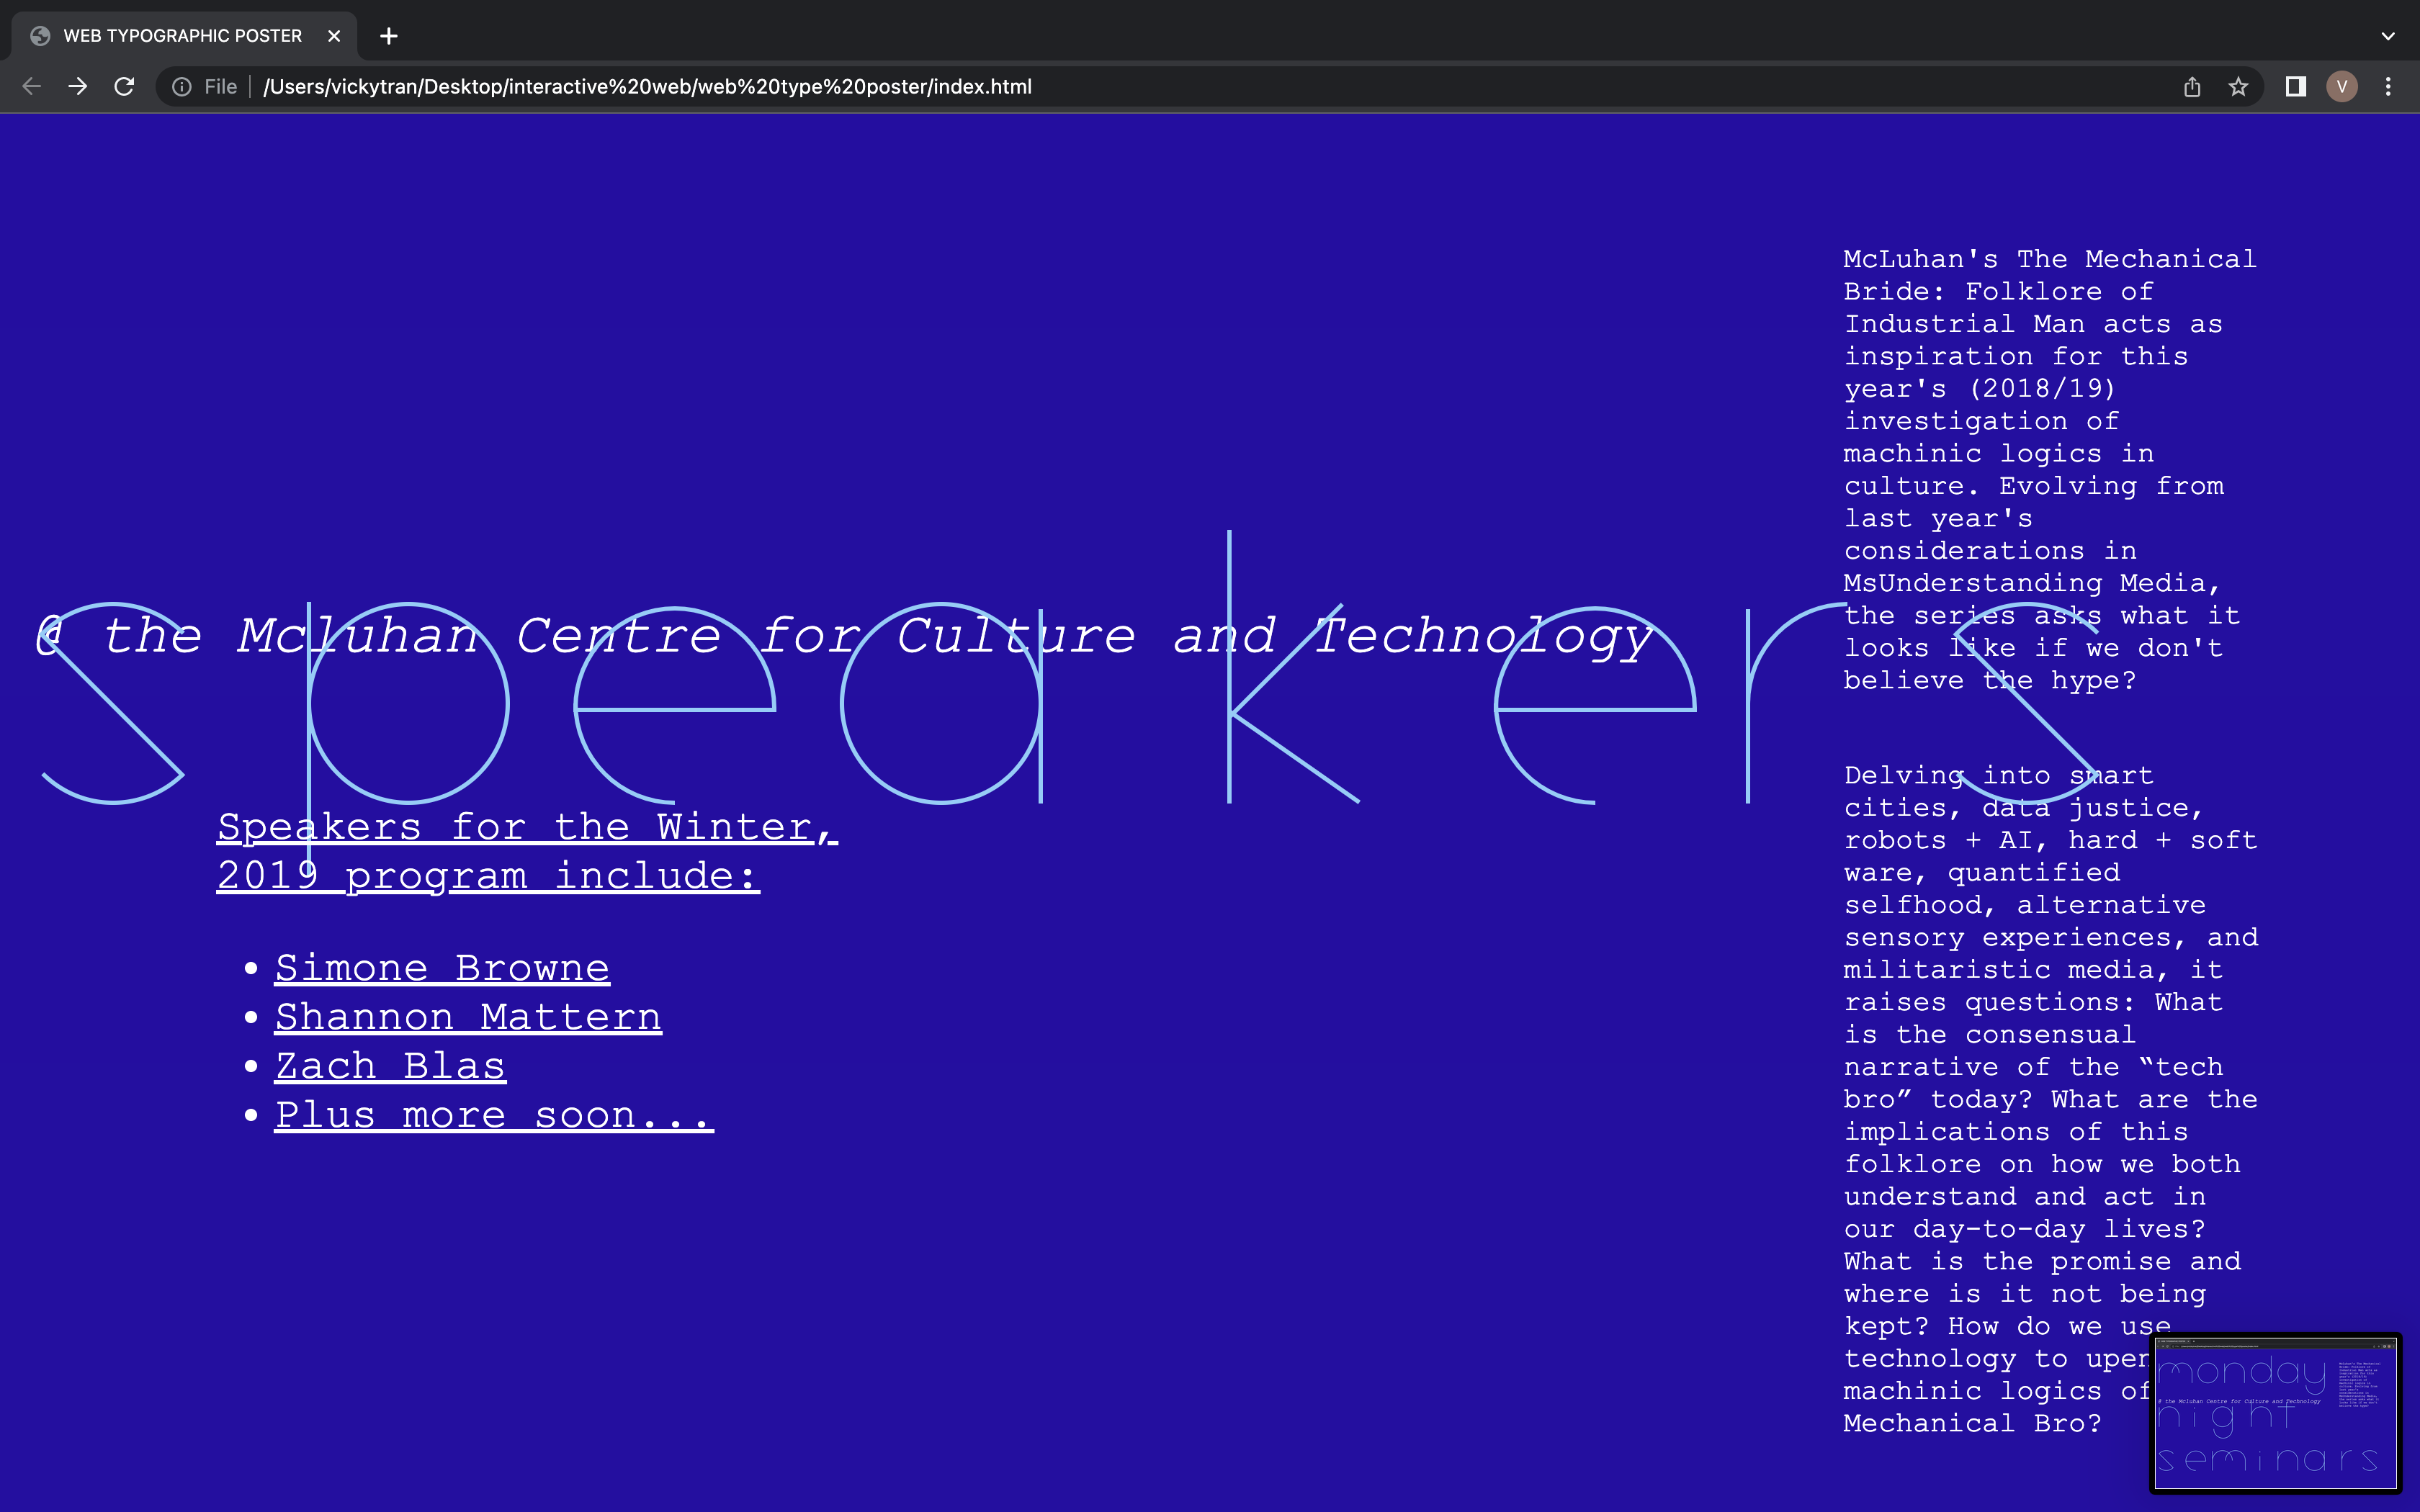 WEB TYPOGRAPHIC POSTER
File
/Users/vickytran/Desktop/interactive%20web/web%20type%20poster/index.html
V
@ the Mcluhan Centre for Culture and Technology
speakers
Speakers for the Winter,
2019 program include:
• Simone Browne
• Shannon Mattern
• Zach Blas
• Plus more soon...
McLuhan's The Mechanical
Bride: Folklore of
Industrial Man acts as
inspiration for this
year's (2018/19)
investigation of
machinic logics in
culture. Evolving from
last year's
considerations in
MsUnderstanding Media,
the series asks what it
looks like if we don't
believe the hype?
Delving into smart
cities, data justice,
robots + AI, hard + soft
ware, quantified
selfhood, alternative
sensory experiences, and
militaristic media, it
raises questions: What
is the consensual
narrative of the “tech
bro” today? What are the
implications of this
folklore on how we both
understand and act in
our day-to-day lives?
What is the promise and
where is it not being
kept? How do we use
technology to upen
machinic logics of
Mechanical Bro?
monday
@ the Mcluhan Centre for Culture and Technology
night
seminars